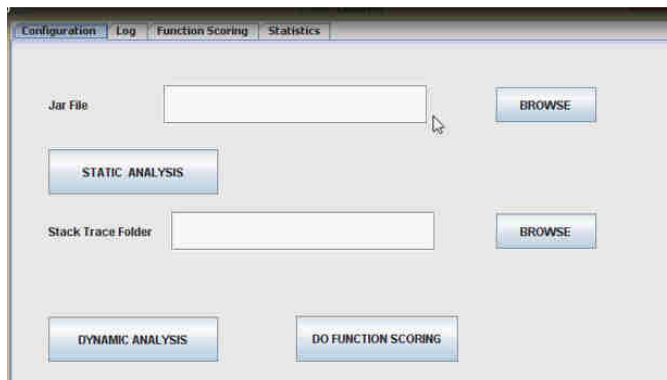 Configuration Log Function Scoring Statistics
Jar File BROWSE
STATIC ANALYSIS
Stack Trace Folder BROWSE
DYNAMIC ANALYSIS DO FUNCTION SCORING